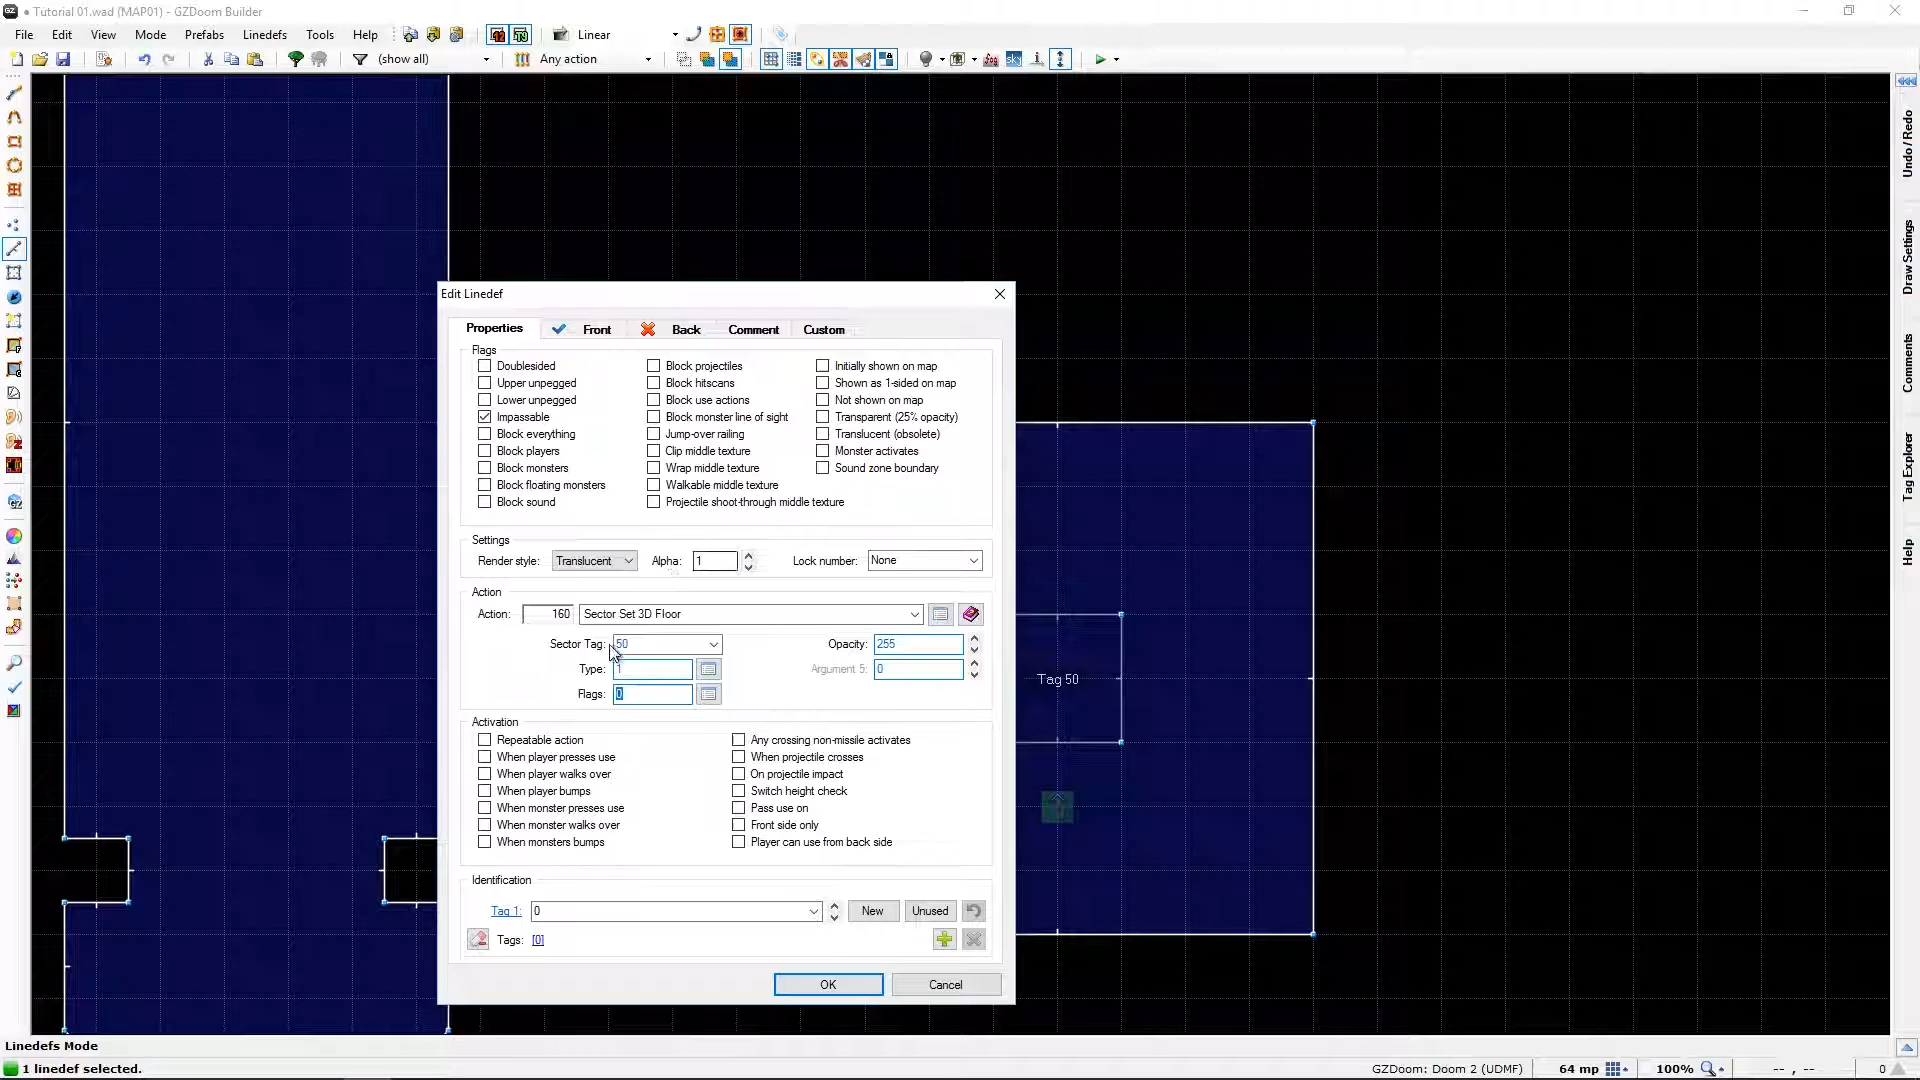 Tutorial 01.wad (MAP01) - GZDoom Builder
File Edit View Mode Prefabs Linedefs Tools Help Linear
(show all) Any action
Undo / Redo
Draw Settings
Comments
Tag Explorer
Help
Edit Linedef
Properties Front Back Comment Custom
Flags
Doublesided Block projectiles Initially shown on map
Upper unpegged Block hitscans Shown as 1-sided on map
Lower unpegged Block use actions Not shown on map
Impassable Block monster line of sight Transparent (25% opacity)
Block everything Jump-over railing Translucent (obsolete)
Block players Clip middle texture Monster activates
Block monsters Wrap middle texture Sound zone boundary
Block floating monsters Walkable middle texture
Block sound Projectile shoot-through middle texture
Settings
Render style: Translucent Alpha: 1 Lock number: None
Action
Action: 160 Sector Set 3D Floor
Sector Tag: 50 Opacity: 255
Type: 1 Argument 5: 0
Flags: 0
Tag 50
Activation
Repeatable action Any crossing non-missile activates
When player presses use When projectile crosses
When player walks over On projectile impact
When player bumps Switch height check
When monster presses use Pass use on
When monster walks over Front side only
When monsters bumps Player can use from back side
Identification
Tag 1: 0 New Unused
Tags: [0]
OK Cancel
Linedefs Mode
1 linedef selected. GZDoom: Doom 2 (UDMF) 64 mp 100% -- , -- 0